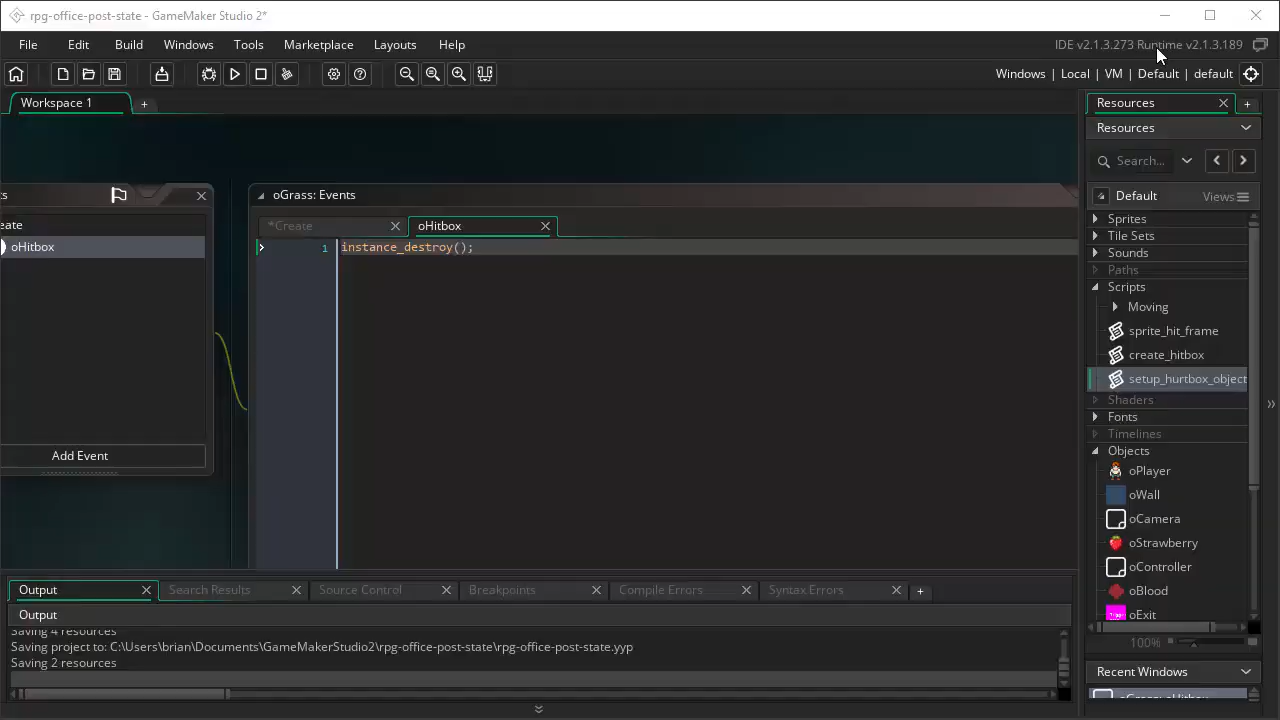 rpg-office-post-state - GameMaker Studio 2*
File Edit Build Windows Tools Marketplace Layouts Help
IDE v2.1.3.273 Runtime v2.1.3.189
Windows | Local | VM | Default | default
Workspace 1
Resources
Resources
Search...
Default
Views
Sprites
Tile Sets
Sounds
Paths
Scripts
Moving
sprite_hit_frame
create_hitbox
setup_hurtbox_object
Shaders
Fonts
Timelines
Objects
oPlayer
oWall
oCamera
oStrawberry
oController
oBlood
oExit
100%
Recent Windows
oGrass: oHitbox
ts
eate
oHitbox
Add Event
oGrass: Events
*Create
oHitbox
1 instance_destroy();
Output Search Results Source Control Breakpoints Compile Errors Syntax Errors
Output
Saving 4 resources
Saving project to: C:\Users\brian\Documents\GameMakerStudio2\rpg-office-post-state\rpg-office-post-state.yyp
Saving 2 resources